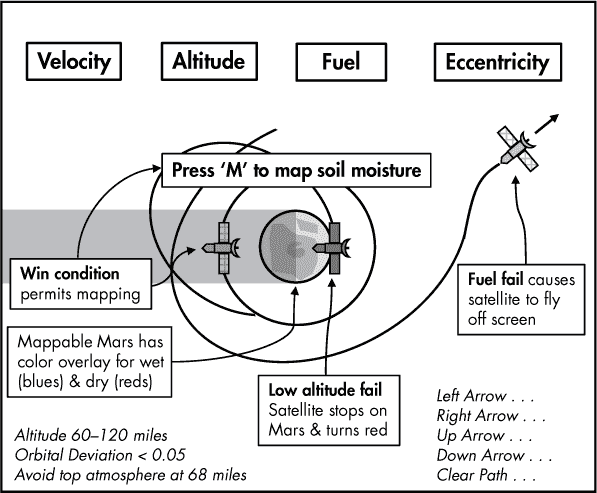 Velocity
Altitude
Fuel
Eccentricity
Press ‘M’ to map soil moisture
Win condition
permits mapping
Fuel fail causes
satellite to fly
off screen
Mappable Mars has
color overlay for wet
(blues) & dry (reds)
Low altitude fail
Satellite stops on
Mars & turns red
Altitude 60–120 miles
Orbital Deviation < 0.05
Avoid top atmosphere at 68 miles
Left Arrow . . .
Right Arrow . . .
Up Arrow . . .
Down Arrow . . .
Clear Path . . .